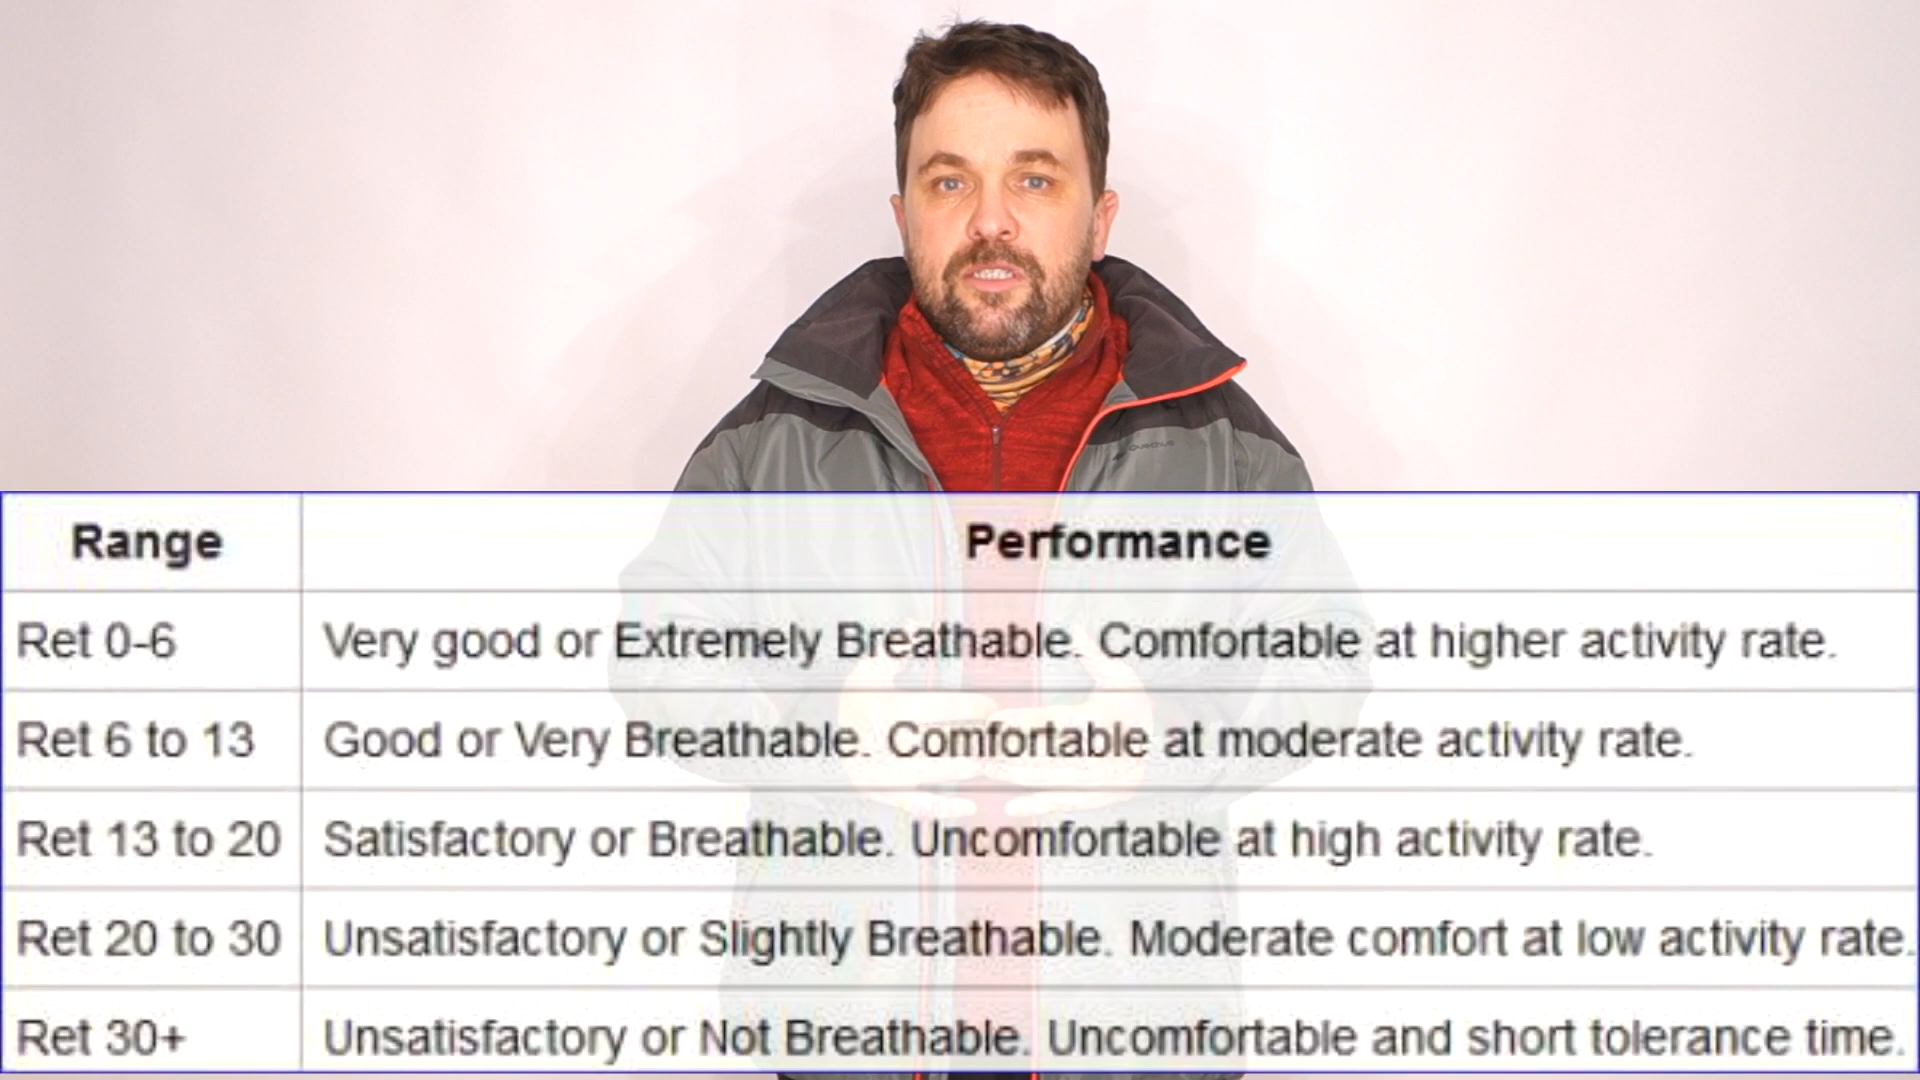 Quechua
Range Performance
Ret 0-6 Very good or Extremely Breathable. Comfortable at higher activity rate.
Ret 6 to 13 Good or Very Breathable. Comfortable at moderate activity rate.
Ret 13 to 20 Satisfactory or Breathable. Uncomfortable at high activity rate.
Ret 20 to 30 Unsatisfactory or Slightly Breathable. Moderate comfort at low activity rate.
Ret 30+ Unsatisfactory or Not Breathable. Uncomfortable and short tolerance time.